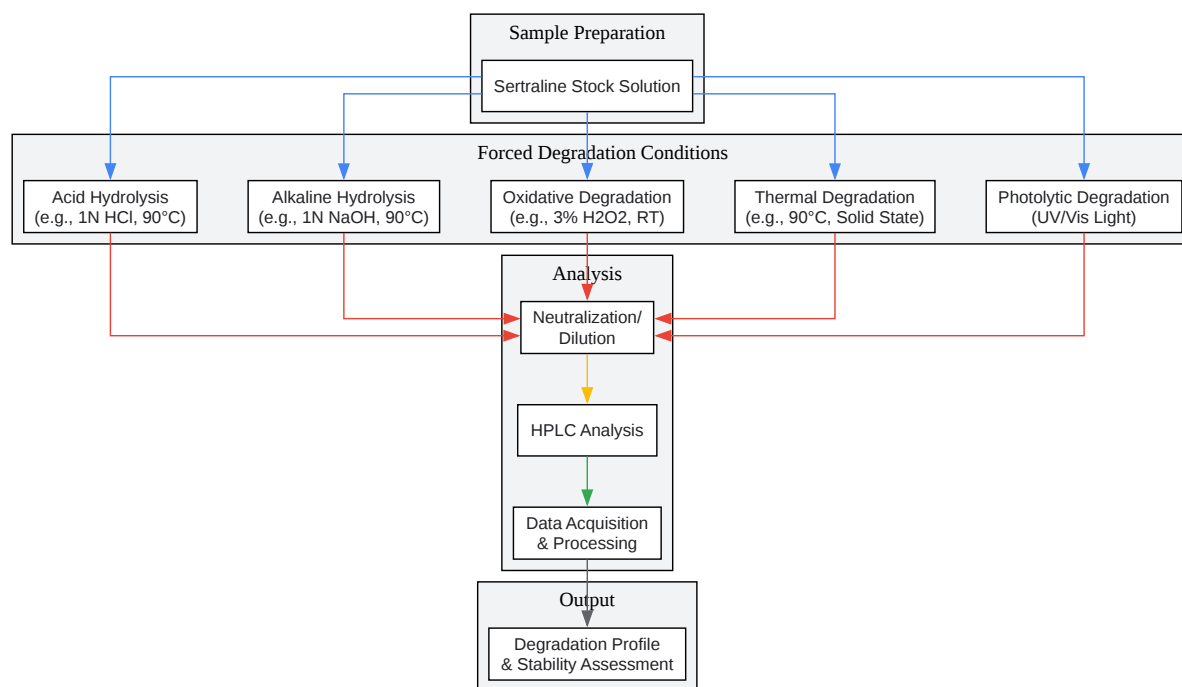 Sample Preparation
Sertraline Stock Solution
Forced Degradation Conditions
Acid Hydrolysis
(e.g., 1N HCl, 90°C)
Alkaline Hydrolysis
(e.g., 1N NaOH, 90°C)
Oxidative Degradation
(e.g., 3% H2O2, RT)
Thermal Degradation
(e.g., 90°C, Solid State)
Photolytic Degradation
(UV/Vis Light)
Analysis
Neutralization/
Dilution
HPLC Analysis
Data Acquisition
& Processing
Output
Degradation Profile
& Stability Assessment